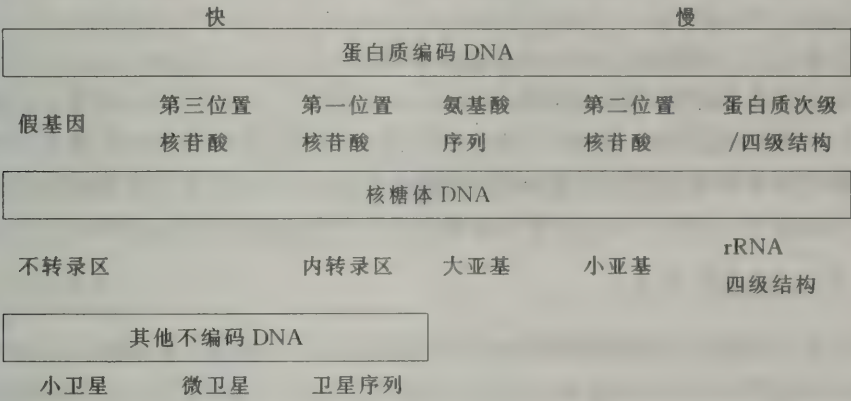 快 慢
蛋白质编码 DNA
假基因 第三位置核苷酸 第一位置核苷酸 氨基酸序列 第二位置核苷酸 蛋白质次级/四级结构
核糖体 DNA
不转录区 内转录区 大亚基 小亚基 rRNA四级结构
其他不编码 DNA
小卫星 微卫星 卫星序列